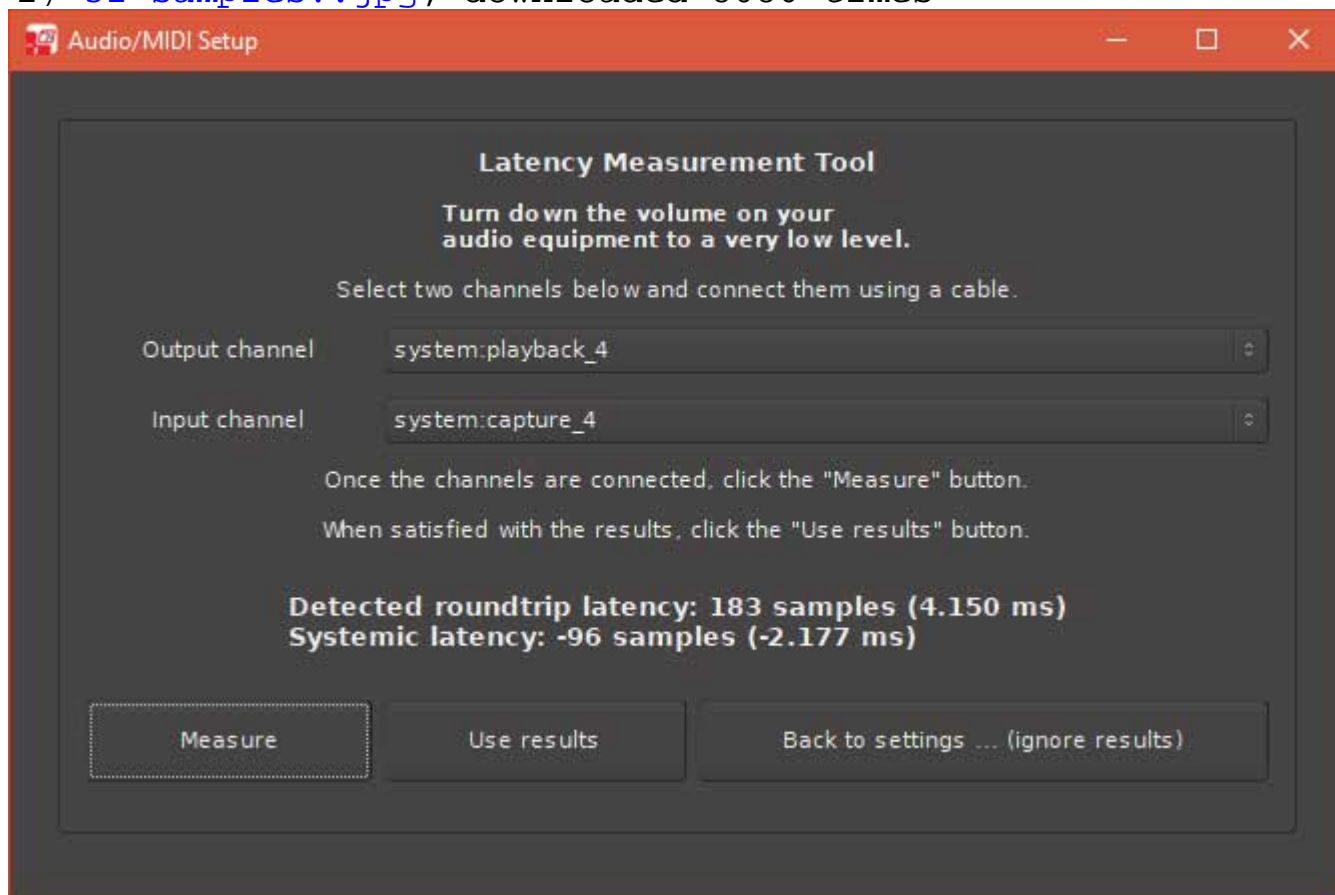 Audio/MIDI Setup
Latency Measurement Tool
Turn down the volume on your
audio equipment to a very low level.
Select two channels below and connect them using a cable.
Output channel system:playback_4
Input channel system:capture_4
Once the channels are connected, click the "Measure" button.
When satisfied with the results, click the "Use results" button.
Detected roundtrip latency: 183 samples (4.150 ms)
Systemic latency: -96 samples (-2.177 ms)
Measure Use results Back to settings ... (ignore results)